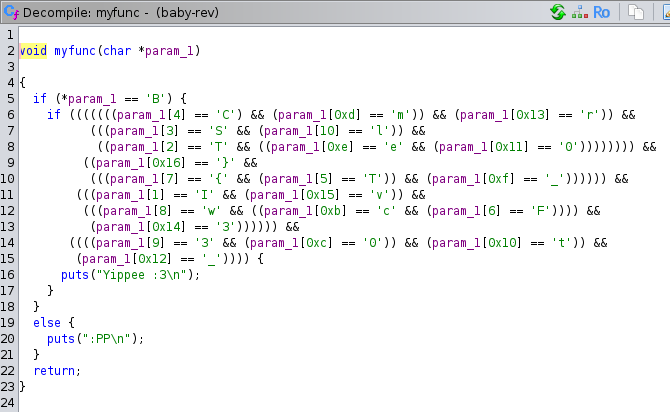 Decompile: myfunc - (baby-rev)
Ro
1
2 void myfunc(char *param_1)
3
4 {
5 if (*param_1 == 'B') {
6 if (((((((param_1[4] == 'C') && (param_1[0xd] == 'm')) && (param_1[0x13] == 'r')) &&
7 (((param_1[3] == 'S' && (param_1[10] == 'l')) &&
8 ((param_1[2] == 'T' && ((param_1[0xe] == 'e' && (param_1[0x11] == '0')))))))) &&
9 ((param_1[0x16] == '}' &&
10 (((param_1[7] == '{' && (param_1[5] == 'T')) && (param_1[0xf] == '_')))))) &&
11 (((param_1[1] == 'I' && (param_1[0x15] == 'v')) &&
12 (((param_1[8] == 'w' && ((param_1[0xb] == 'c' && (param_1[6] == 'F')))) &&
13 (param_1[0x14] == '3')))))) &&
14 ((((param_1[9] == '3' && (param_1[0xc] == '0')) && (param_1[0x10] == 't')) &&
15 (param_1[0x12] == '_')))) {
16 puts("Yippee :3\n");
17 }
18 }
19 else {
20 puts(":PP\n");
21 }
22 return;
23 }
24